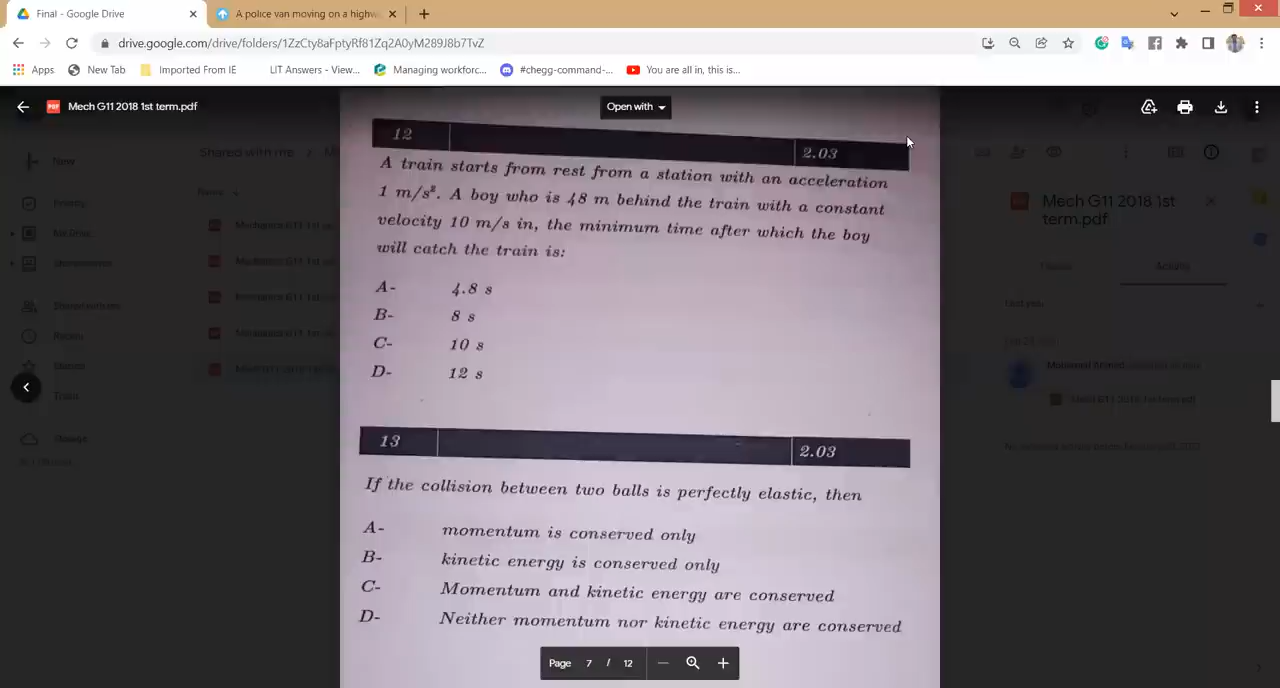 Final - Google Drive
A police van moving on a highw
drive.google.com/drive/folders/1ZzCty8aFptyRf81Zq2A0yM289J8b7TvZ
Apps
New Tab
Imported From IE
LIT Answers - View...
Managing workforc...
#chegg-command-...
You are all in, this is...
Mech G11 2018 1st term.pdf
Open with
Shared with me
New
Mech G11 2018 1st
term.pdf
Activity
12 2.03
A train starts from rest from a station with an acceleration
1 m/s². A boy who is 48 m behind the train with a constant
velocity 10 m/s in, the minimum time after which the boy
will catch the train is:
A- 4.8 s
B- 8 s
C- 10 s
D- 12 s
13 2.03
If the collision between two balls is perfectly elastic, then
A- momentum is conserved only
B- kinetic energy is conserved only
C- Momentum and kinetic energy are conserved
D- Neither momentum nor kinetic energy are conserved
Page 7 / 12